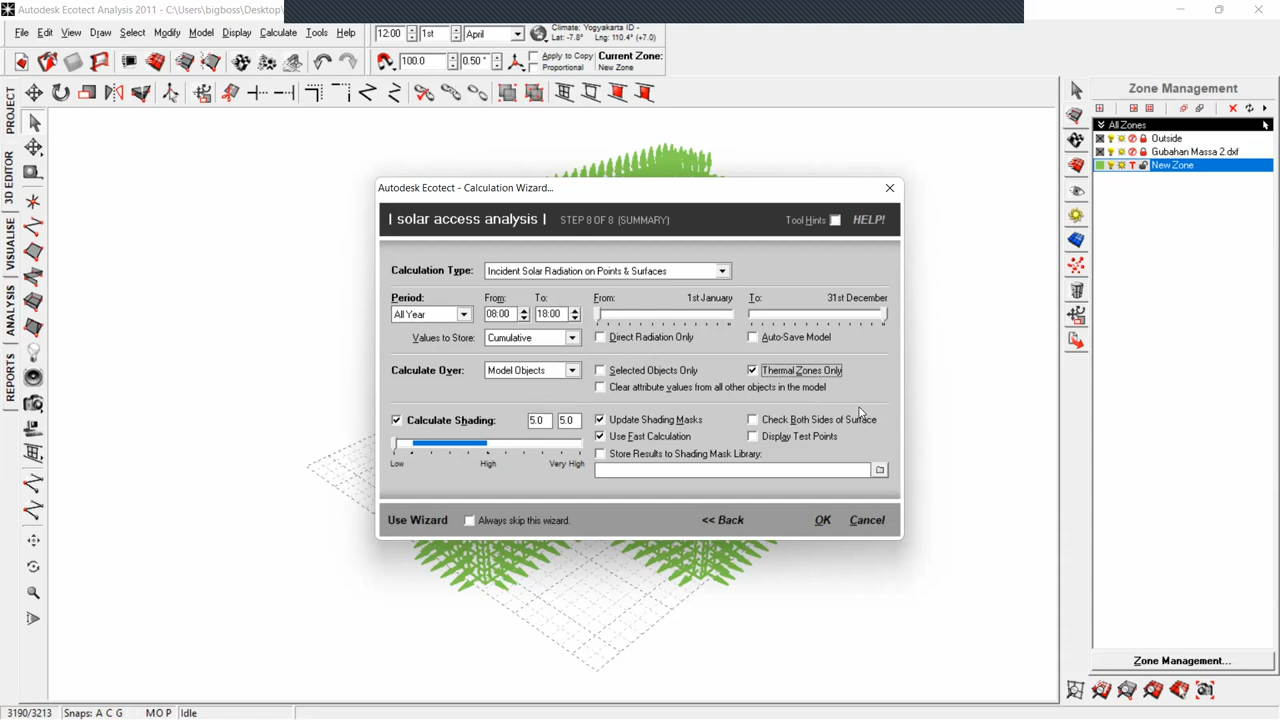 Autodesk Ecotect Analysis 2011 - C:\Users\bigboss\Desktop\
File Edit View Draw Select Modify Model Display Calculate Tools Help
12:00 1st April
Climate: Yogyakarta ID -
Lat: -7.8° Lng: 110.4° (+7.0)
100.0 0.50 °
Apply to Copy
Proportional
Current Zone:
New Zone
PROJECT
3D EDITOR
VISUALISE
ANALYSIS
REPORTS
Autodesk Ecotect - Calculation Wizard...
| solar access analysis | STEP 8 OF 8 (SUMMARY) Tool Hints HELP!
Calculation Type: Incident Solar Radiation on Points & Surfaces
Period: From: To: From: 1st January To: 31st December
All Year 08:00 18:00
Values to Store: Cumulative Direct Radiation Only Auto-Save Model
Calculate Over: Model Objects Selected Objects Only Thermal Zones Only
Clear attribute values from all other objects in the model
Calculate Shading: 5.0 5.0 Update Shading Masks Check Both Sides of Surface
Use Fast Calculation Display Test Points
Low High Very High
Store Results to Shading Mask Library:
Use Wizard Always skip this wizard. << Back OK Cancel
Zone Management
All Zones
Outside
Gubahan Massa 2.dxf
T New Zone
Zone Management...
3190/3213 Snaps: A C G MO P Idle